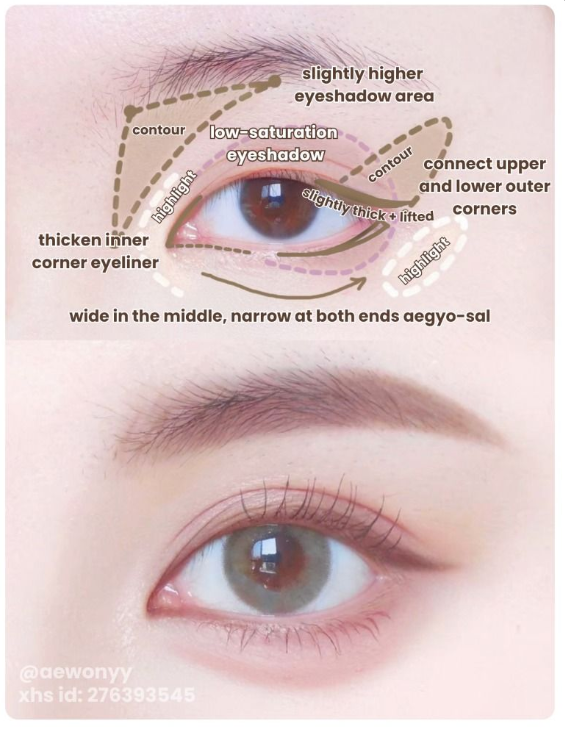 slightly higher
eyeshadow area
contour
low-saturation
eyeshadow
contour
connect upper
and lower outer
corners
highlight
slightly thick + lifted
thicken inner
corner eyeliner
highlight
wide in the middle, narrow at both ends aegyo-sal
@aewonyy
xhs id: 276393545